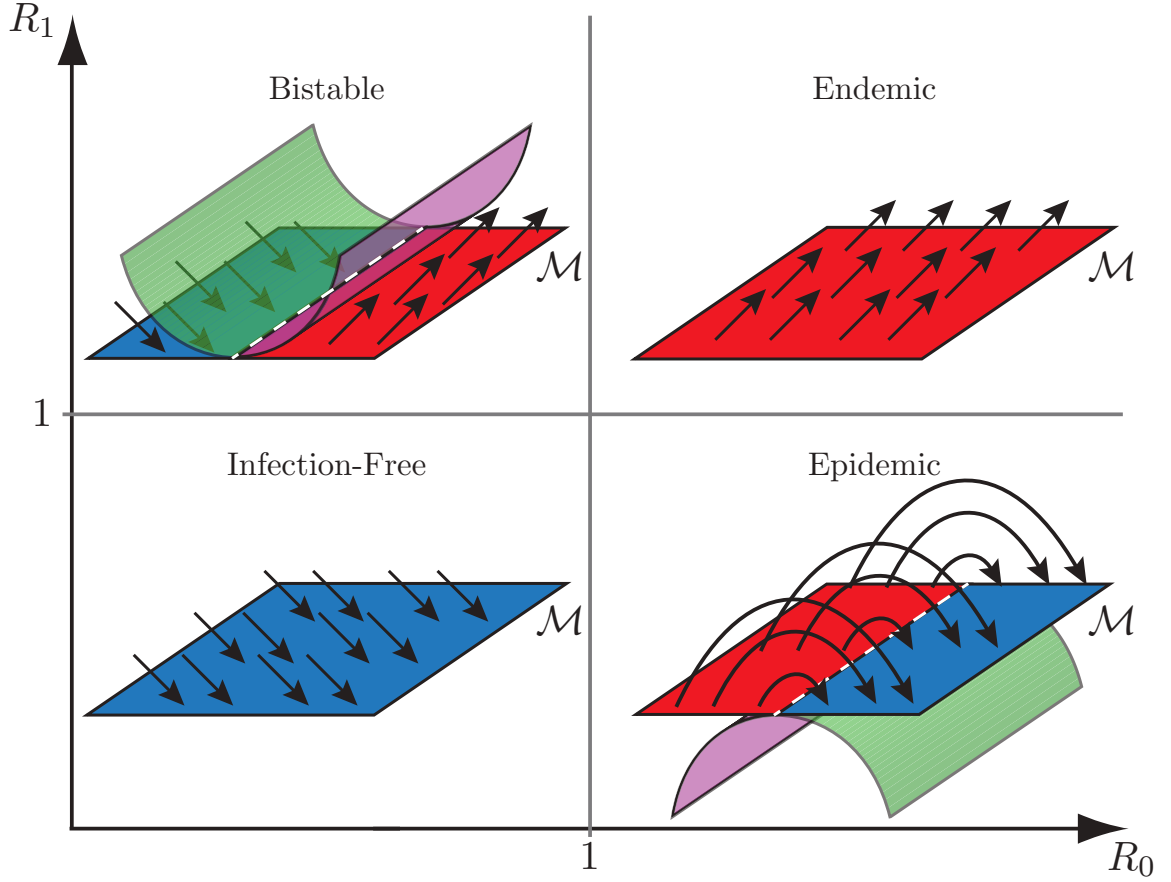 R₁
Bistable
Endemic
ℳ
ℳ
1
Infection-Free
Epidemic
ℳ
ℳ
1
R₀